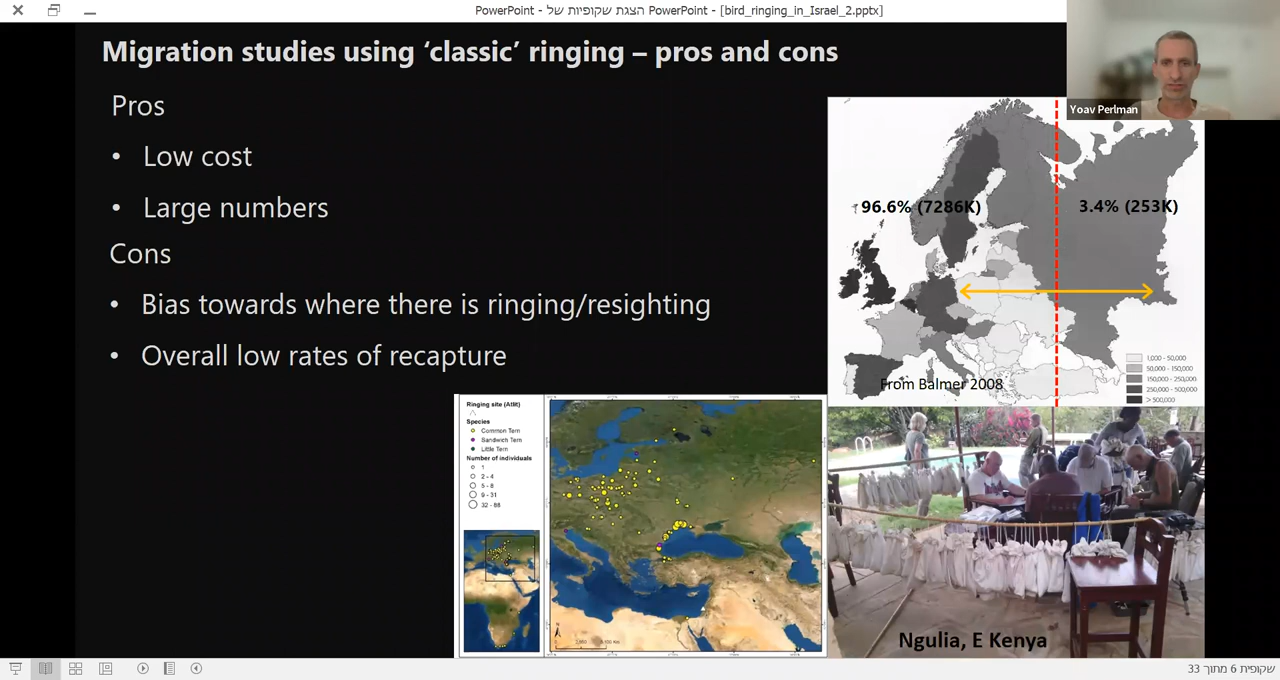 הצגת שקופיות של PowerPoint - [bird_ringing_in_Israel_2.pptx] - PowerPoint
Migration studies using ‘classic’ ringing – pros and cons
Pros
• Low cost
• Large numbers
Cons
• Bias towards where there is ringing/resighting
• Overall low rates of recapture
Yoav Perlman
96.6% (7286K)
3.4% (253K)
From Balmer 2008
1,000 - 50,000
50,000 - 150,000
150,000 - 250,000
250,000 - 500,000
> 500,000
Ringing site (Atlit)
Species
Common Tern
Sandwich Tern
Little Tern
Number of individuals
1
2 - 4
5 - 8
9 - 31
32 - 88
Ngulia, E Kenya
שקופית 6 מתוך 33